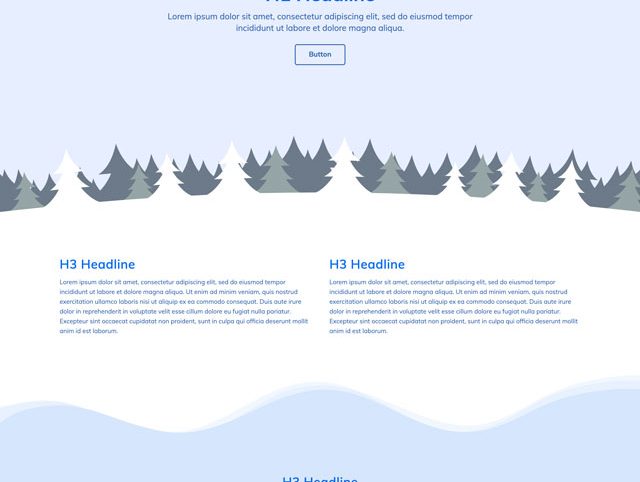 H2 Headline
Lorem ipsum dolor sit amet, consectetur adipiscing elit, sed do eiusmod tempor
incididunt ut labore et dolore magna aliqua.
Button
H3 Headline
Lorem ipsum dolor sit amet, consectetur adipiscing elit, sed do eiusmod tempor
incididunt ut labore et dolore magna aliqua. Ut enim ad minim veniam, quis nostrud
exercitation ullamco laboris nisi ut aliquip ex ea commodo consequat. Duis aute irure
dolor in reprehenderit in voluptate velit esse cillum dolore eu fugiat nulla pariatur.
Excepteur sint occaecat cupidatat non proident, sunt in culpa qui officia deserunt mollit
anim id est laborum.
H3 Headline
Lorem ipsum dolor sit amet, consectetur adipiscing elit, sed do eiusmod tempor
incididunt ut labore et dolore magna aliqua. Ut enim ad minim veniam, quis nostrud
exercitation ullamco laboris nisi ut aliquip ex ea commodo consequat. Duis aute irure
dolor in reprehenderit in voluptate velit esse cillum dolore eu fugiat nulla pariatur.
Excepteur sint occaecat cupidatat non proident, sunt in culpa qui officia deserunt mollit
anim id est laborum.
H3 Headline